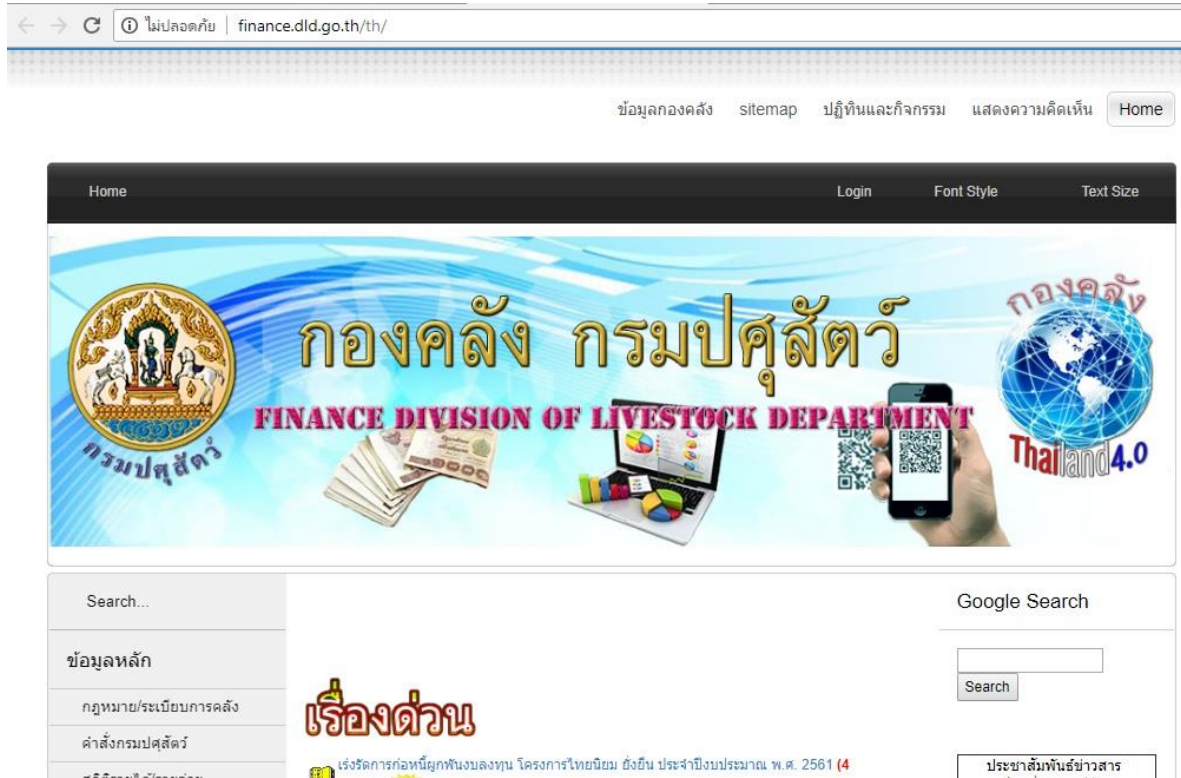 ไม่ปลอดภัย | finance.dld.go.th/th/
ข้อมูลกองคลัง sitemap ปฏิทินและกิจกรรม แสดงความคิดเห็น Home
Home Login Font Style Text Size
กองคลัง กรมปศุสัตว์
FINANCE DIVISION OF LIVESTOCK DEPARTMENT
กรมปศุสัตว์
กองคลัง
Thailand 4.0
Search...
ข้อมูลหลัก
กฎหมาย/ระเบียบการคลัง
คำสั่งกรมปศุสัตว์
เรื่องด่วน
เร่งรัดการก่อหนี้ผูกพันงบลงทุน โครงการไทยนิยม ยั่งยืน ประจำปีงบประมาณ พ.ศ. 2561 (4
Google Search
Search
ประชาสัมพันธ์ข่าวสาร